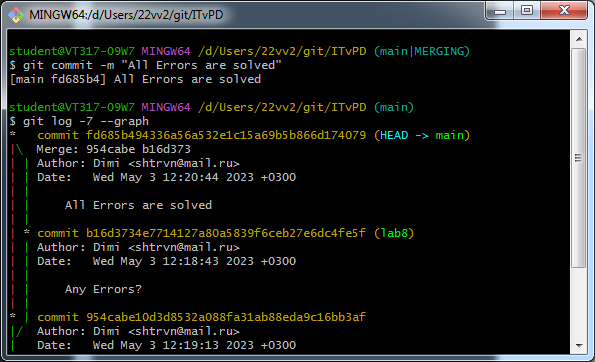 MINGW64:/d/Users/22vv2/git/ITvPD
student@VT317-09W7 MINGW64 /d/Users/22vv2/git/ITvPD (main|MERGING)
$ git commit -m "All Errors are solved"
[main fd685b4] All Errors are solved
student@VT317-09W7 MINGW64 /d/Users/22vv2/git/ITvPD (main)
$ git log -7 --graph
*   commit fd685b494336a56a532e1c15a69b5b866d174079 (HEAD -> main)
|\  Merge: 954cabe b16d373
| | Author: Dimi <shtrvn@mail.ru>
| | Date:   Wed May 3 12:20:44 2023 +0300
| |
| |     All Errors are solved
| |
| * commit b16d3734e7714127a80a5839f6ceb27e6dc4fe5f (lab8)
| | Author: Dimi <shtrvn@mail.ru>
| | Date:   Wed May 3 12:18:43 2023 +0300
| |
| |     Any Errors?
| |
* | commit 954cabe10d3d8532a088fa31ab88eda9c16bb3af
|/  Author: Dimi <shtrvn@mail.ru>
|   Date:   Wed May 3 12:19:13 2023 +0300